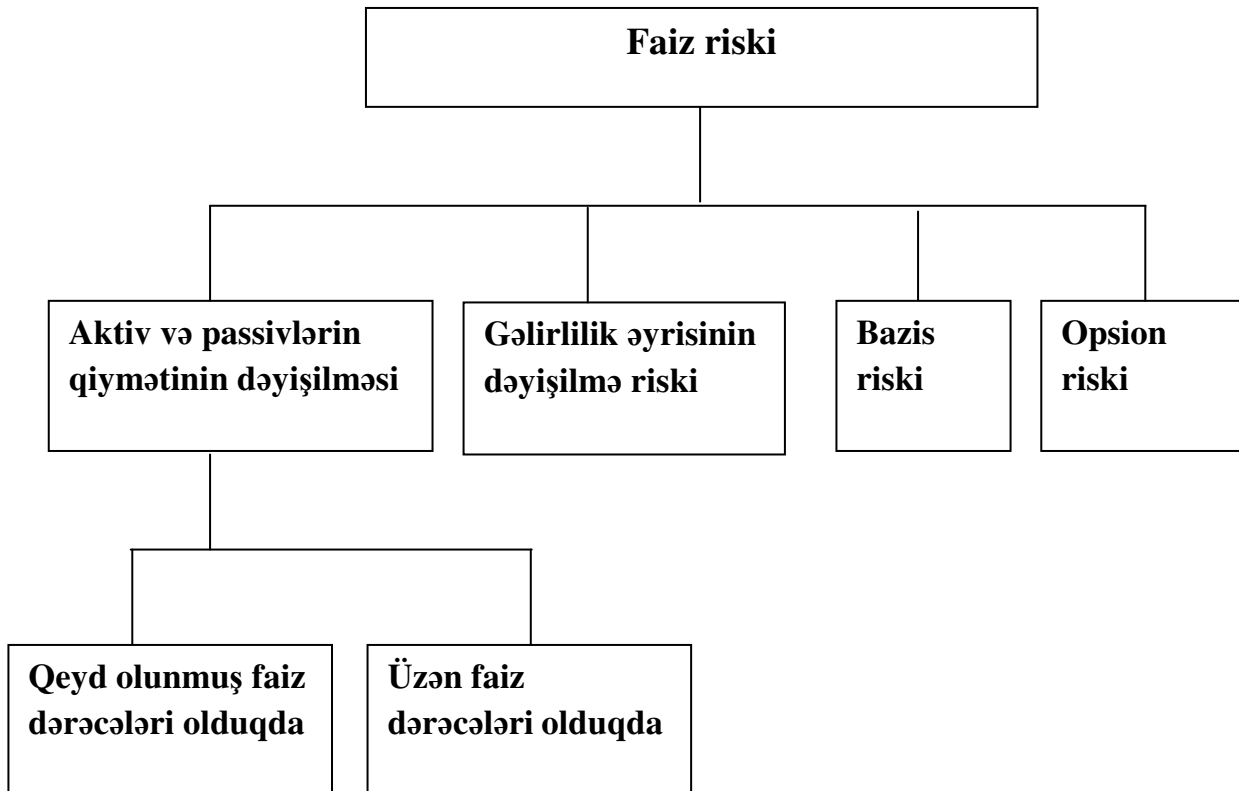 Faiz riski
Aktiv və passivlərin
qiymətinin dəyişilməsi
Gəlirlilik əyrisinin
dəyişilmə riski
Bazis
riski
Opsion
riski
Qeyd olunmuş faiz
dərəcələri olduqda
Üzən faiz
dərəcələri olduqda